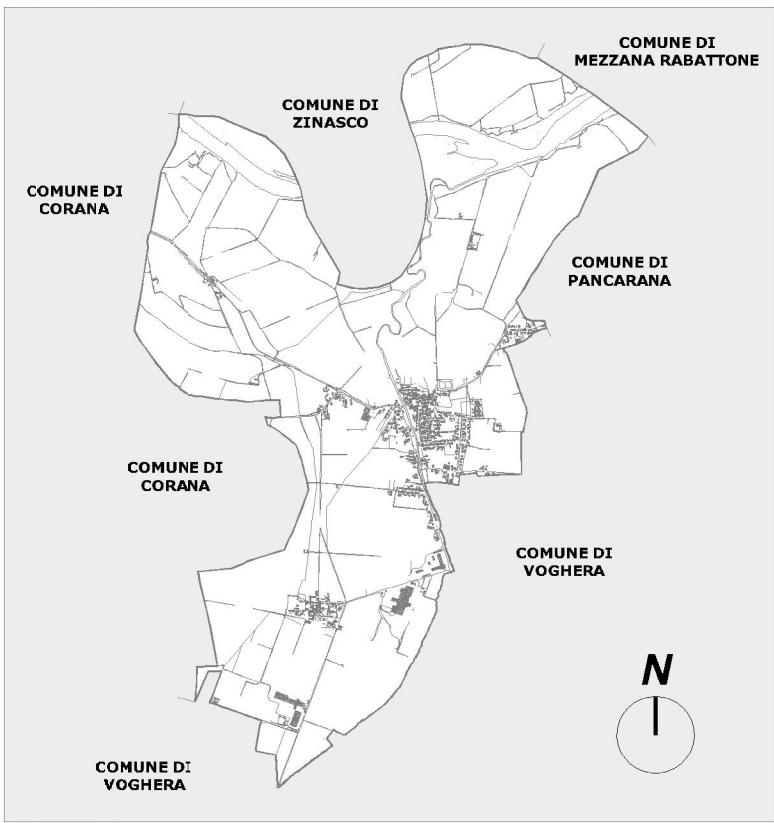 COMUNE DI
MEZZANA RABATTONE
COMUNE DI
ZINASCO
COMUNE DI
CORANA
COMUNE DI
PANCARANA
COMUNE DI
CORANA
COMUNE DI
VOGHERA
N
COMUNE DI
VOGHERA